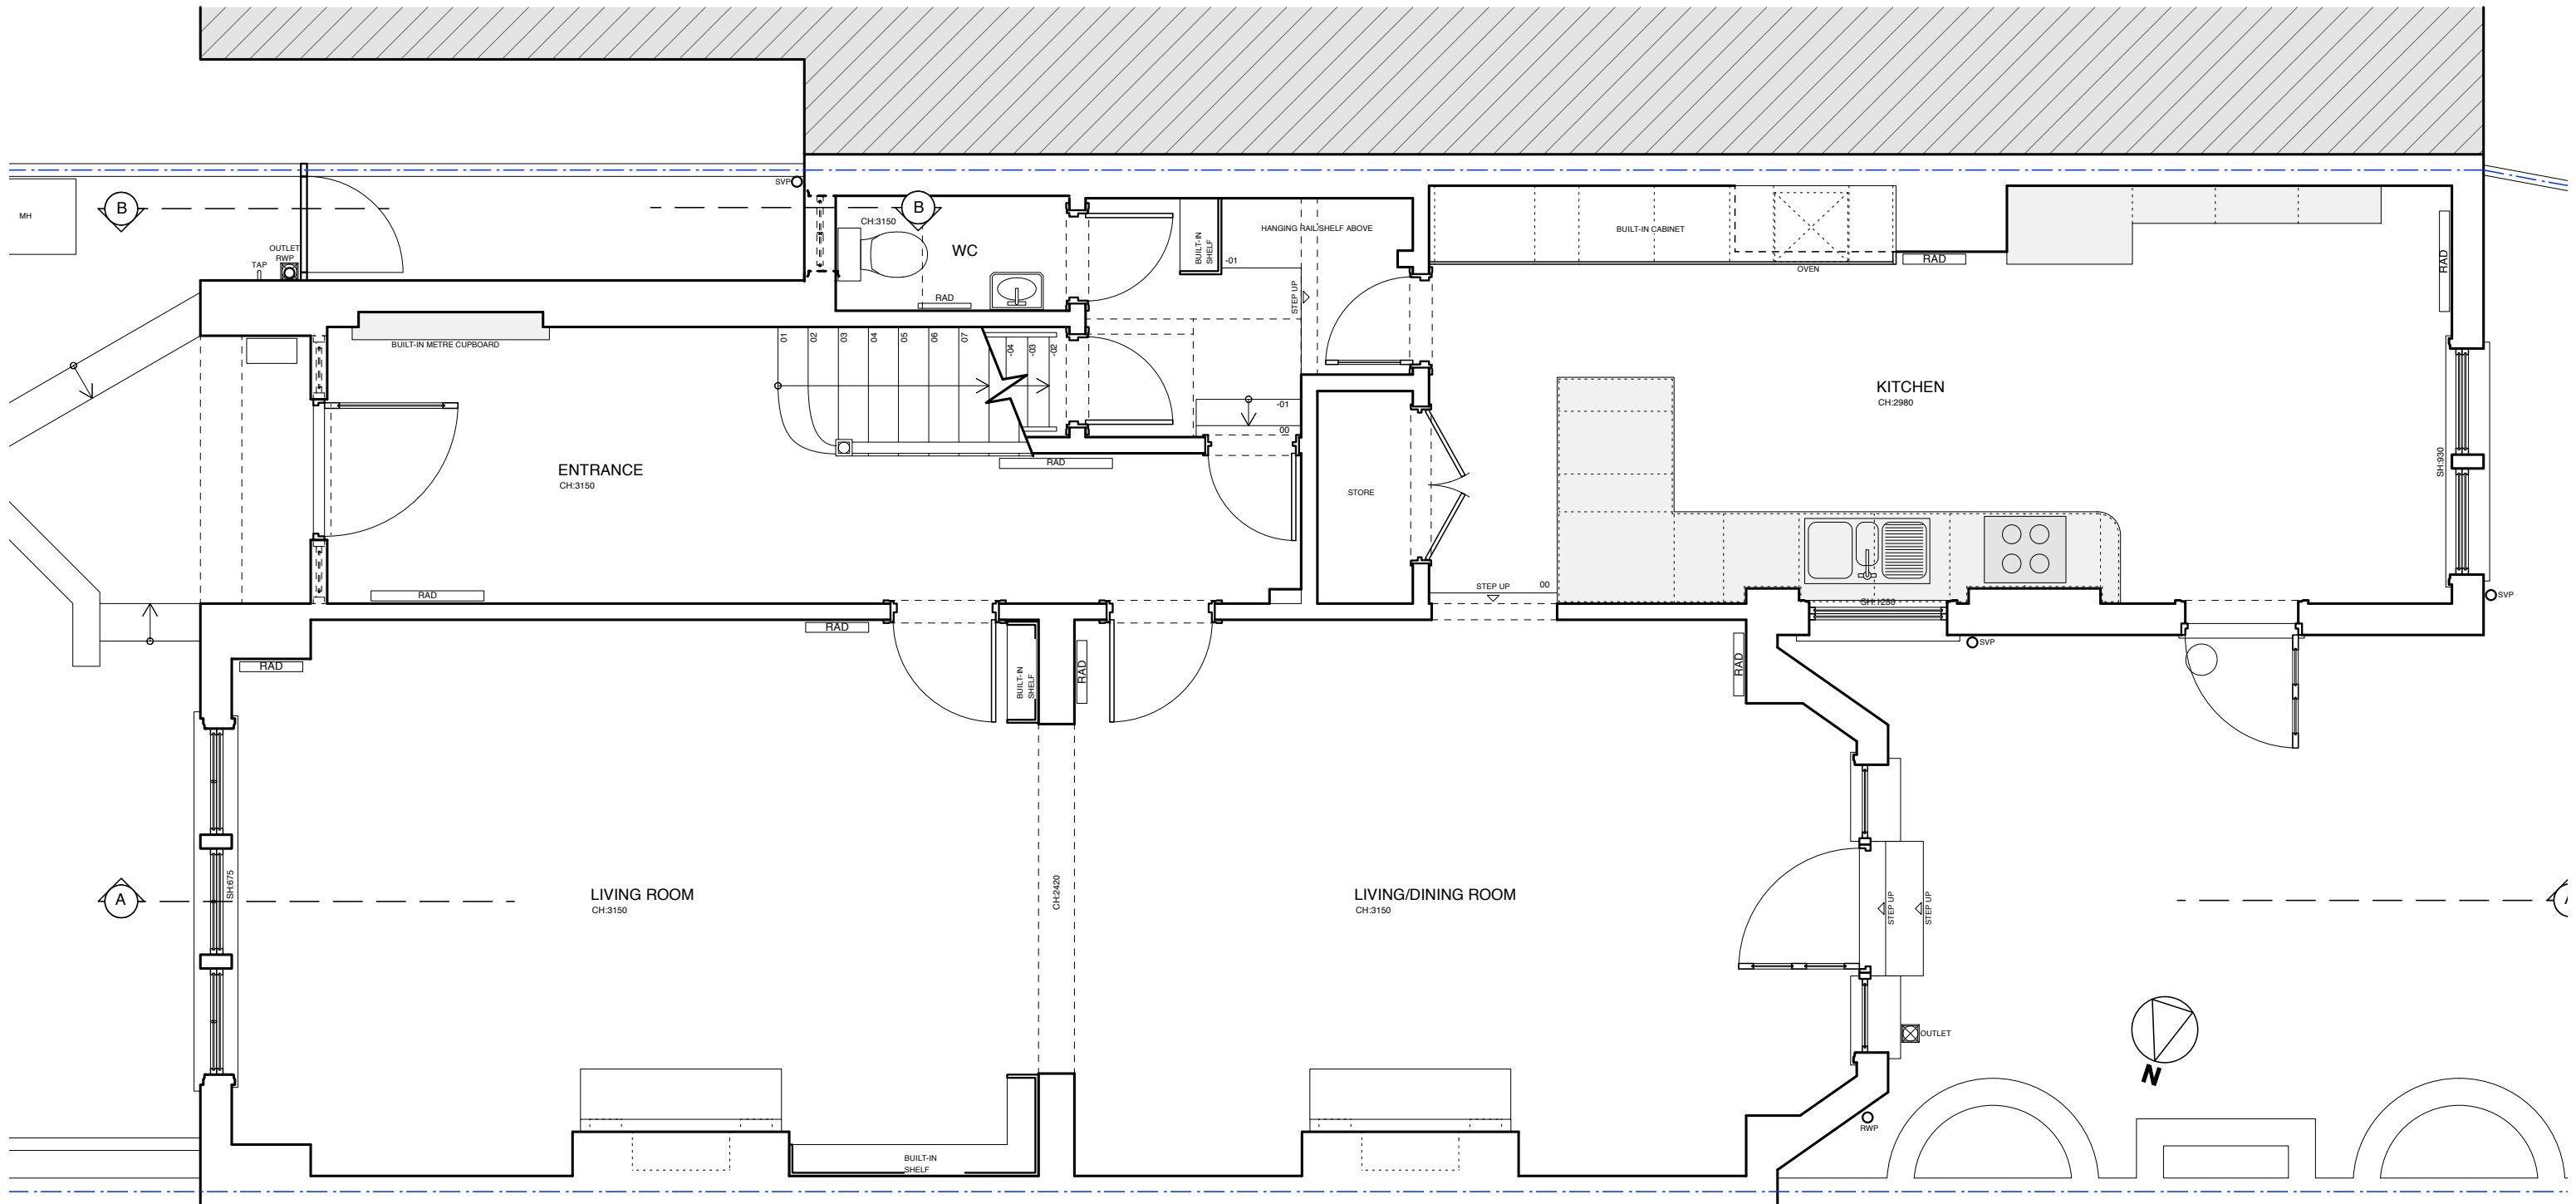 SVP
MH
B
B
CH:3150
WC
BUILT-IN
SHELF
HANGING RAIL/SHELF ABOVE
BUILT-IN CABINET
OUTLET
RWP
TAP
-01
OVEN
RAD
RAD
STEP UP
RAD
BUILT-IN METRE CUPBOARD
01
02
03
04
05
06
07
-04
-03
-02
KITCHEN
CH:2980
-01
00
ENTRANCE
CH:3150
RAD
STORE
SH:930
STEP UP
00
RAD
SH:1250
SVP
RAD
SVP
RAD
BUILT-IN
SHELF
RAD
RAD
SH:675
A
LIVING ROOM
CH:3150
CH:2420
LIVING/DINING ROOM
CH:3150
STEP UP
STEP UP
OUTLET
N
RWP
BUILT-IN
SHELF